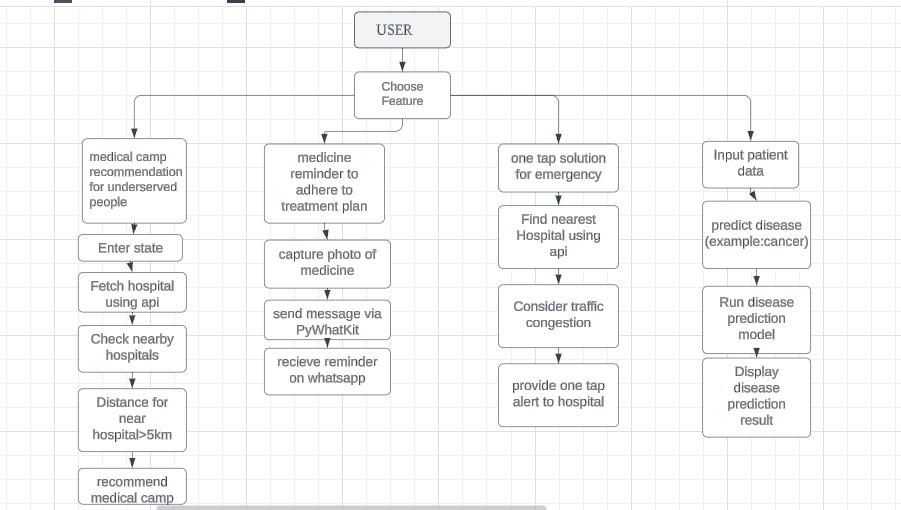 USER
Choose
Feature
medical camp
recommendation
for underserved
people
Enter state
Fetch hospital
using api
Check nearby
hospitals
Distance for
near
hospital>5km
recommend
medical camp
medicine
reminder to
adhere to
treatment plan
capture photo of
medicine
send message via
PyWhatKit
recieve reminder
on whatsapp
one tap solution
for emergency
Find nearest
Hospital using
api
Consider traffic
congestion
provide one tap
alert to hospital
Input patient
data
predict disease
(example:cancer)
Run disease
prediction
model
Display
disease
prediction
result